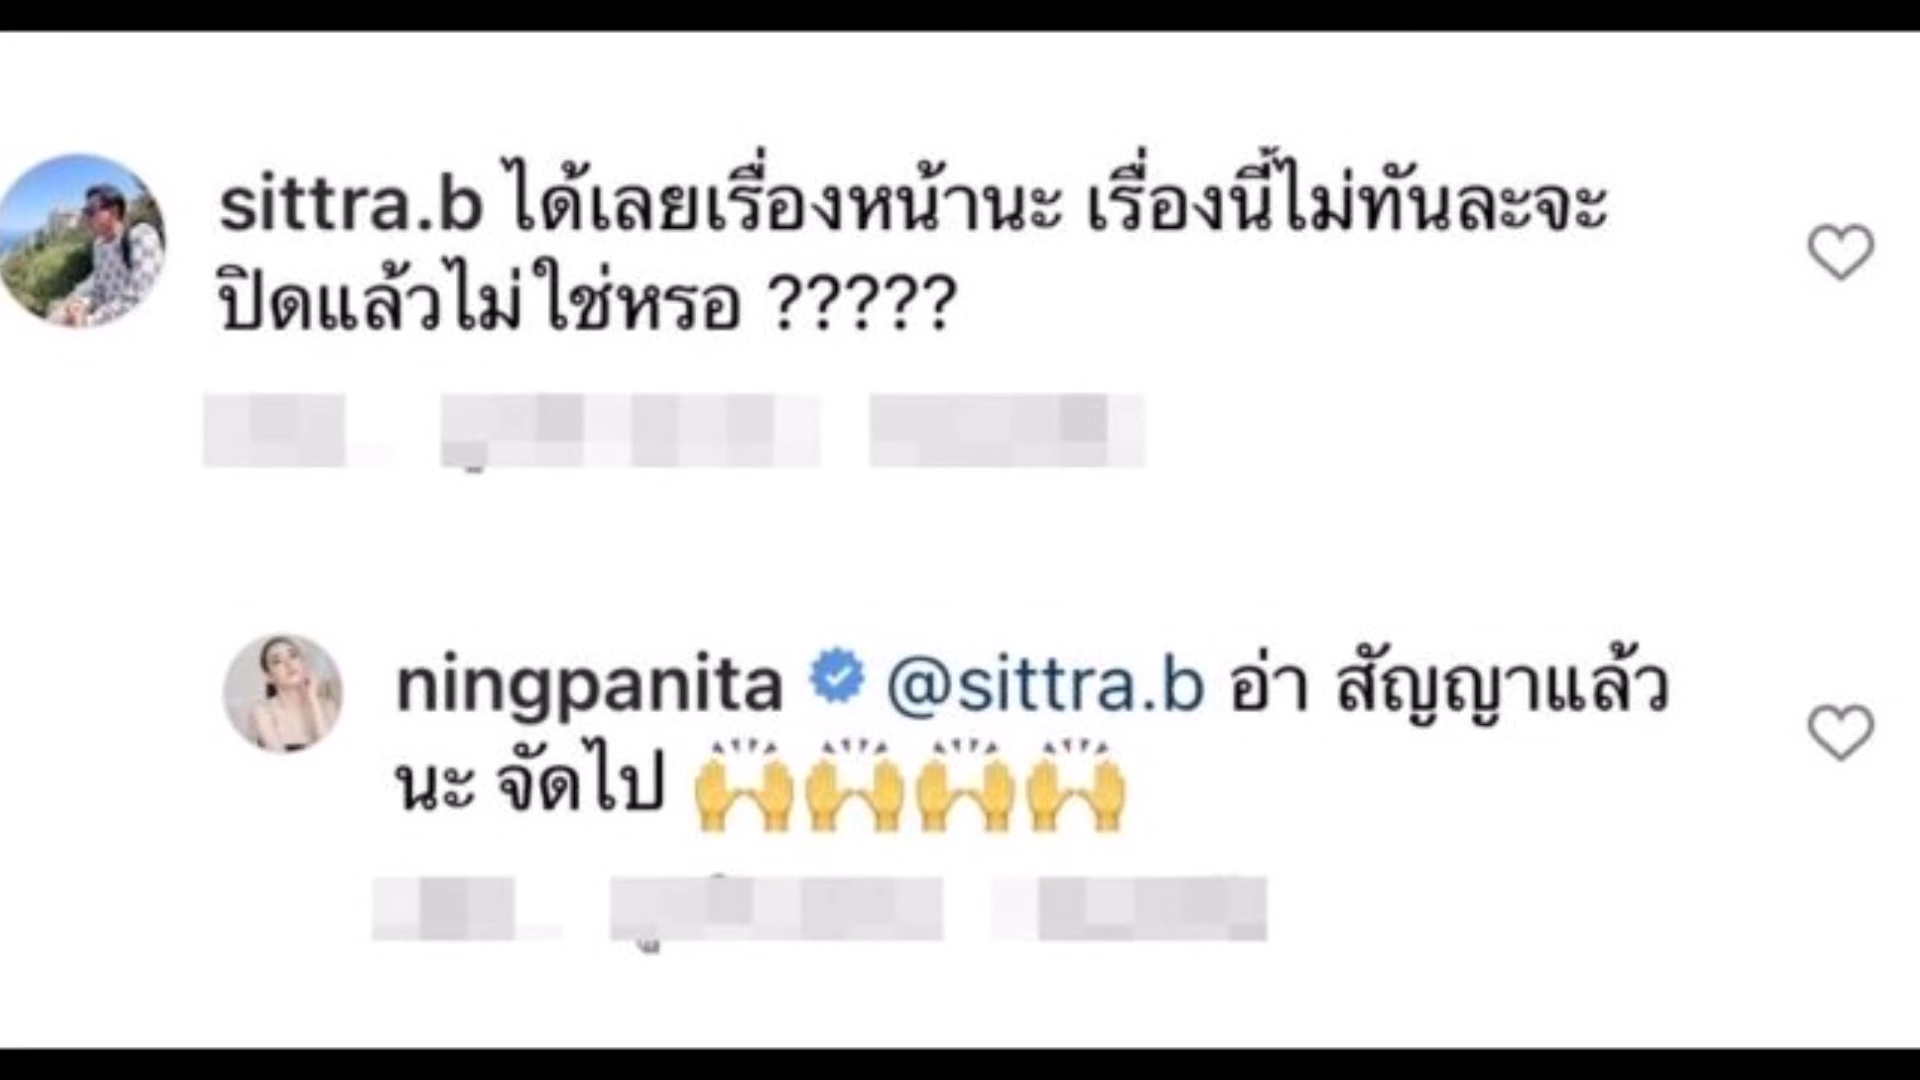 sittra.b ได้เลยเรื่องหน้านะ เรื่องนี้ไม่ทันละจะ
ปิดแล้วไม่ใช่หรอ ?????
ningpanita @sittra.b อ่า สัญญาแล้ว
นะ จัดไป 🙌🙌🙌🙌